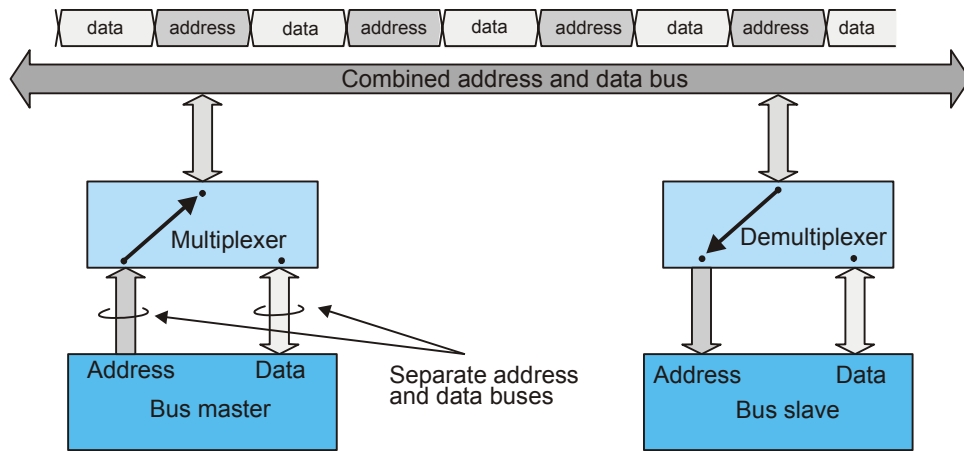 data address data address data address data address data
Combined address and data bus
Multiplexer
Demultiplexer
Address Data
Separate address
and data buses
Address Data
Bus master
Bus slave